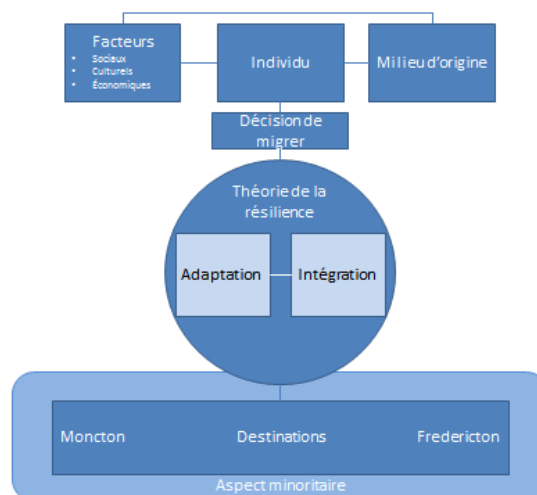 Facteurs
• Sociaux
• Culturels
• Économiques
Individu
Milieu d'origine
Décision de
migrer
Théorie de la
résilience
Adaptation
Intégration
Moncton
Destinations
Fredericton
Aspect minoritaire